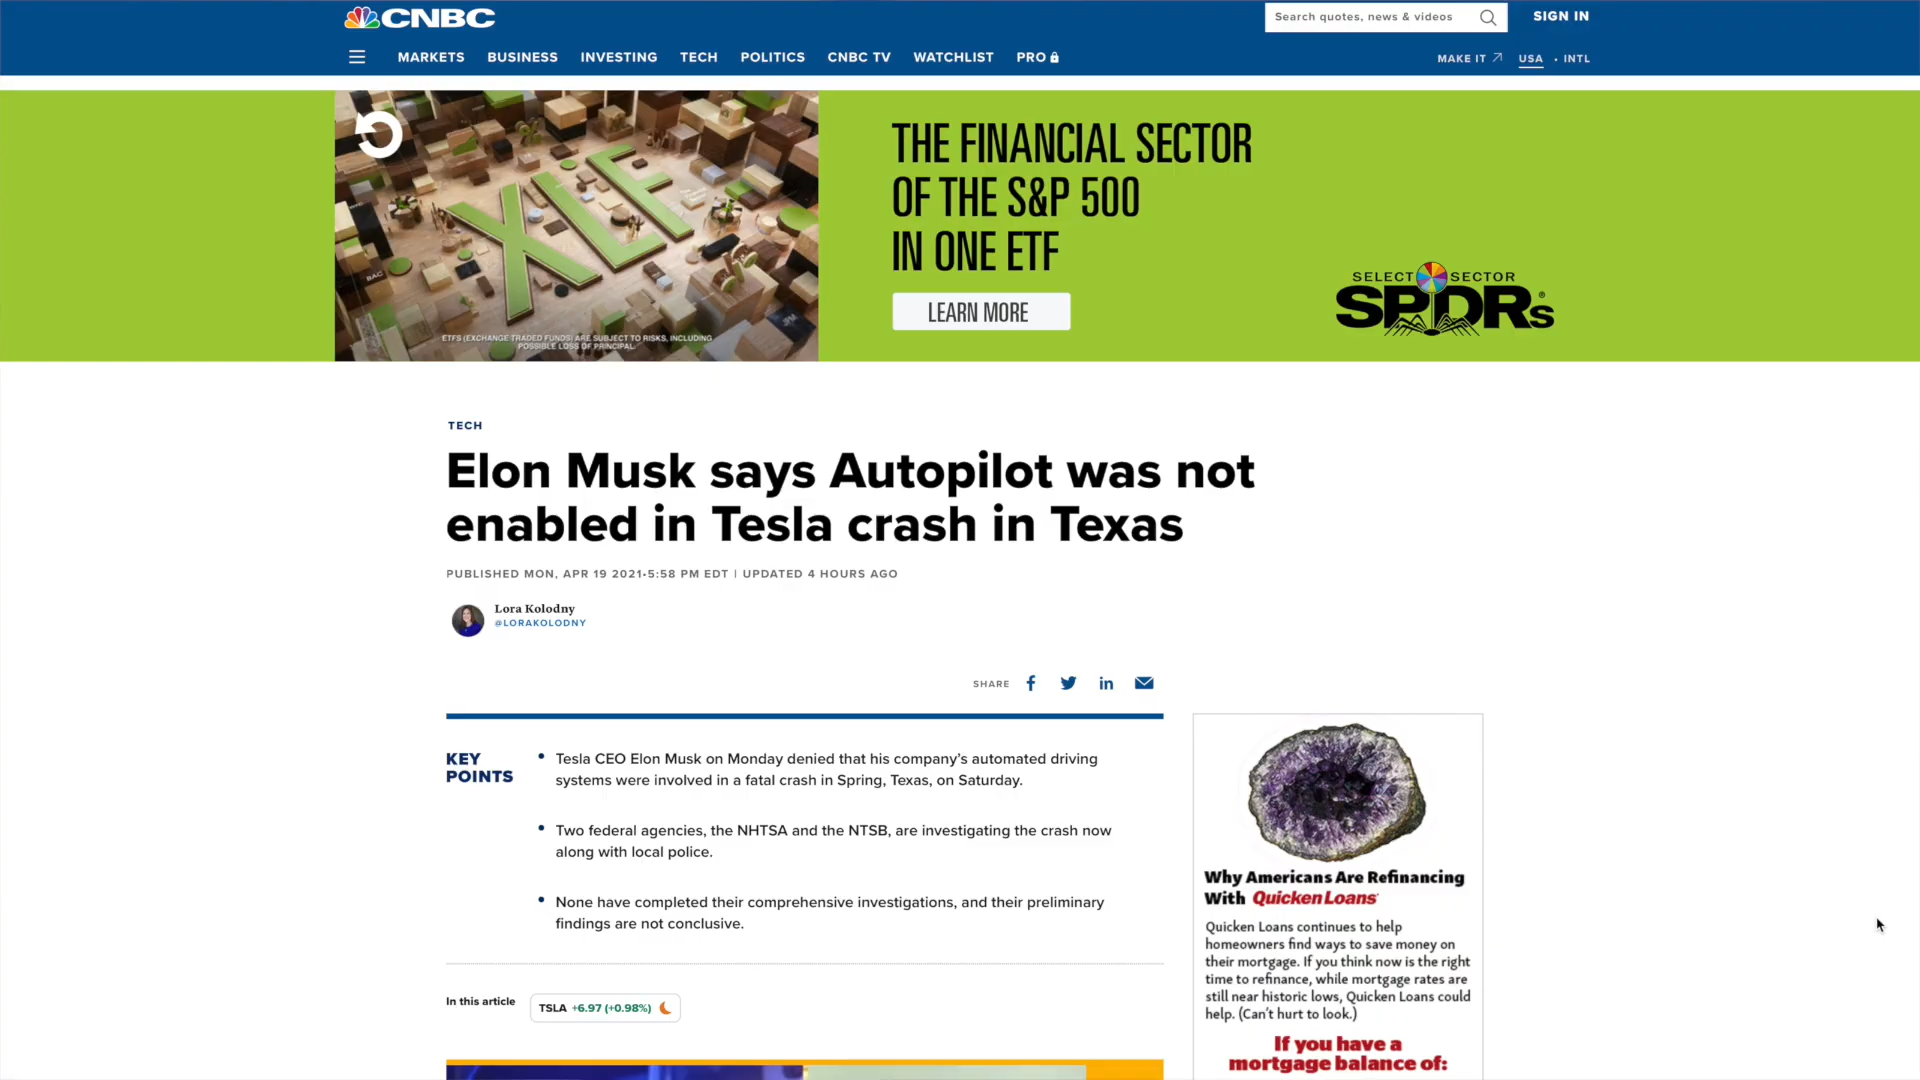 CNBC
Search quotes, news & videos
SIGN IN
MARKETS BUSINESS INVESTING TECH POLITICS CNBC TV WATCHLIST PRO
MAKE IT USA • INTL
XLF
BAC
ETFS (EXCHANGE TRADED FUNDS) ARE SUBJECT TO RISKS, INCLUDING
POSSIBLE LOSS OF PRINCIPAL.
THE FINANCIAL SECTOR
OF THE S&P 500
IN ONE ETF
LEARN MORE
SELECT SECTOR
SPDRs®
TECH
Elon Musk says Autopilot was not
enabled in Tesla crash in Texas
PUBLISHED MON, APR 19 2021•5:58 PM EDT | UPDATED 4 HOURS AGO
Lora Kolodny
@LORAKOLODNY
SHARE
KEY
POINTS
• Tesla CEO Elon Musk on Monday denied that his company’s automated driving
systems were involved in a fatal crash in Spring, Texas, on Saturday.
• Two federal agencies, the NHTSA and the NTSB, are investigating the crash now
along with local police.
• None have completed their comprehensive investigations, and their preliminary
findings are not conclusive.
In this article
TSLA +6.97 (+0.98%)
Why Americans Are Refinancing
With Quicken Loans
Quicken Loans continues to help
homeowners find ways to save money on
their mortgage. If you think now is the right
time to refinance, while mortgage rates are
still near historic lows, Quicken Loans could
help. (Can't hurt to look.)
If you have a
mortgage balance of: